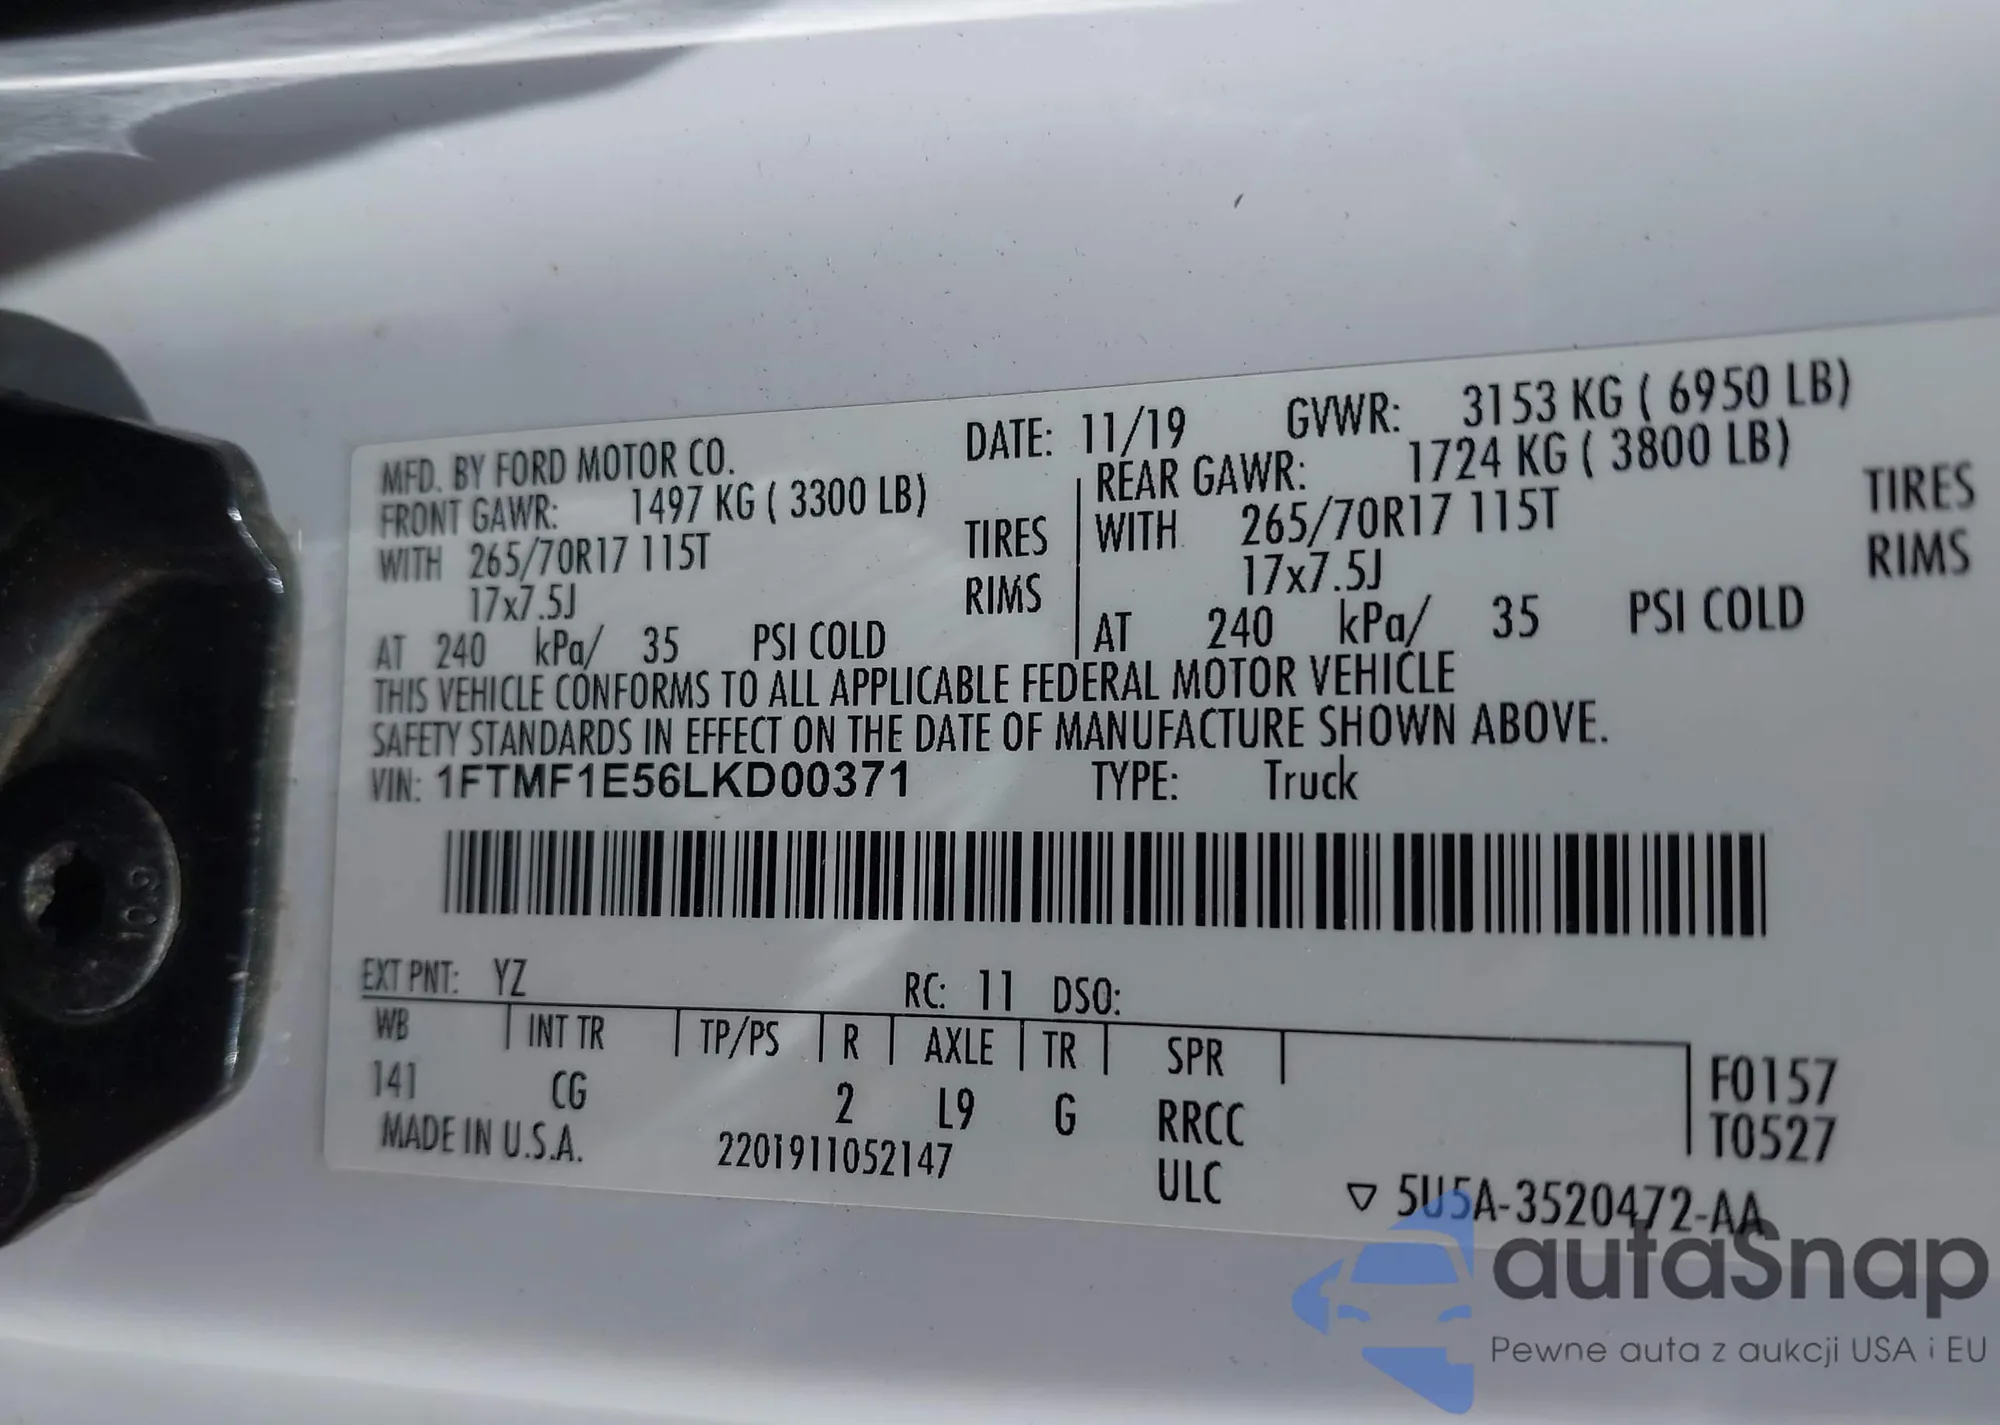 MFD. BY FORD MOTOR CO. DATE: 11/19 GVWR: 3153 KG ( 6950 LB)
FRONT GAWR: 1497 KG ( 3300 LB) REAR GAWR: 1724 KG ( 3800 LB)
WITH 265/70R17 115T TIRES WITH 265/70R17 115T TIRES
17x7.5J RIMS 17x7.5J RIMS
AT 240 kPa/ 35 PSI COLD AT 240 kPa/ 35 PSI COLD
THIS VEHICLE CONFORMS TO ALL APPLICABLE FEDERAL MOTOR VEHICLE
SAFETY STANDARDS IN EFFECT ON THE DATE OF MANUFACTURE SHOWN ABOVE.
VIN: 1FTMF1E56LKD00371 TYPE: Truck
EXT PNT: YZ RC: 11 DSO:
WB INT TR TP/PS R AXLE TR SPR F0157
141 CG 2 L9 G RRCC T0527
MADE IN U.S.A. 2201911052147 ULC
▽ 5U5A-3520472-AA
60
autaSnap
Pewne auta z aukcji USA i EU